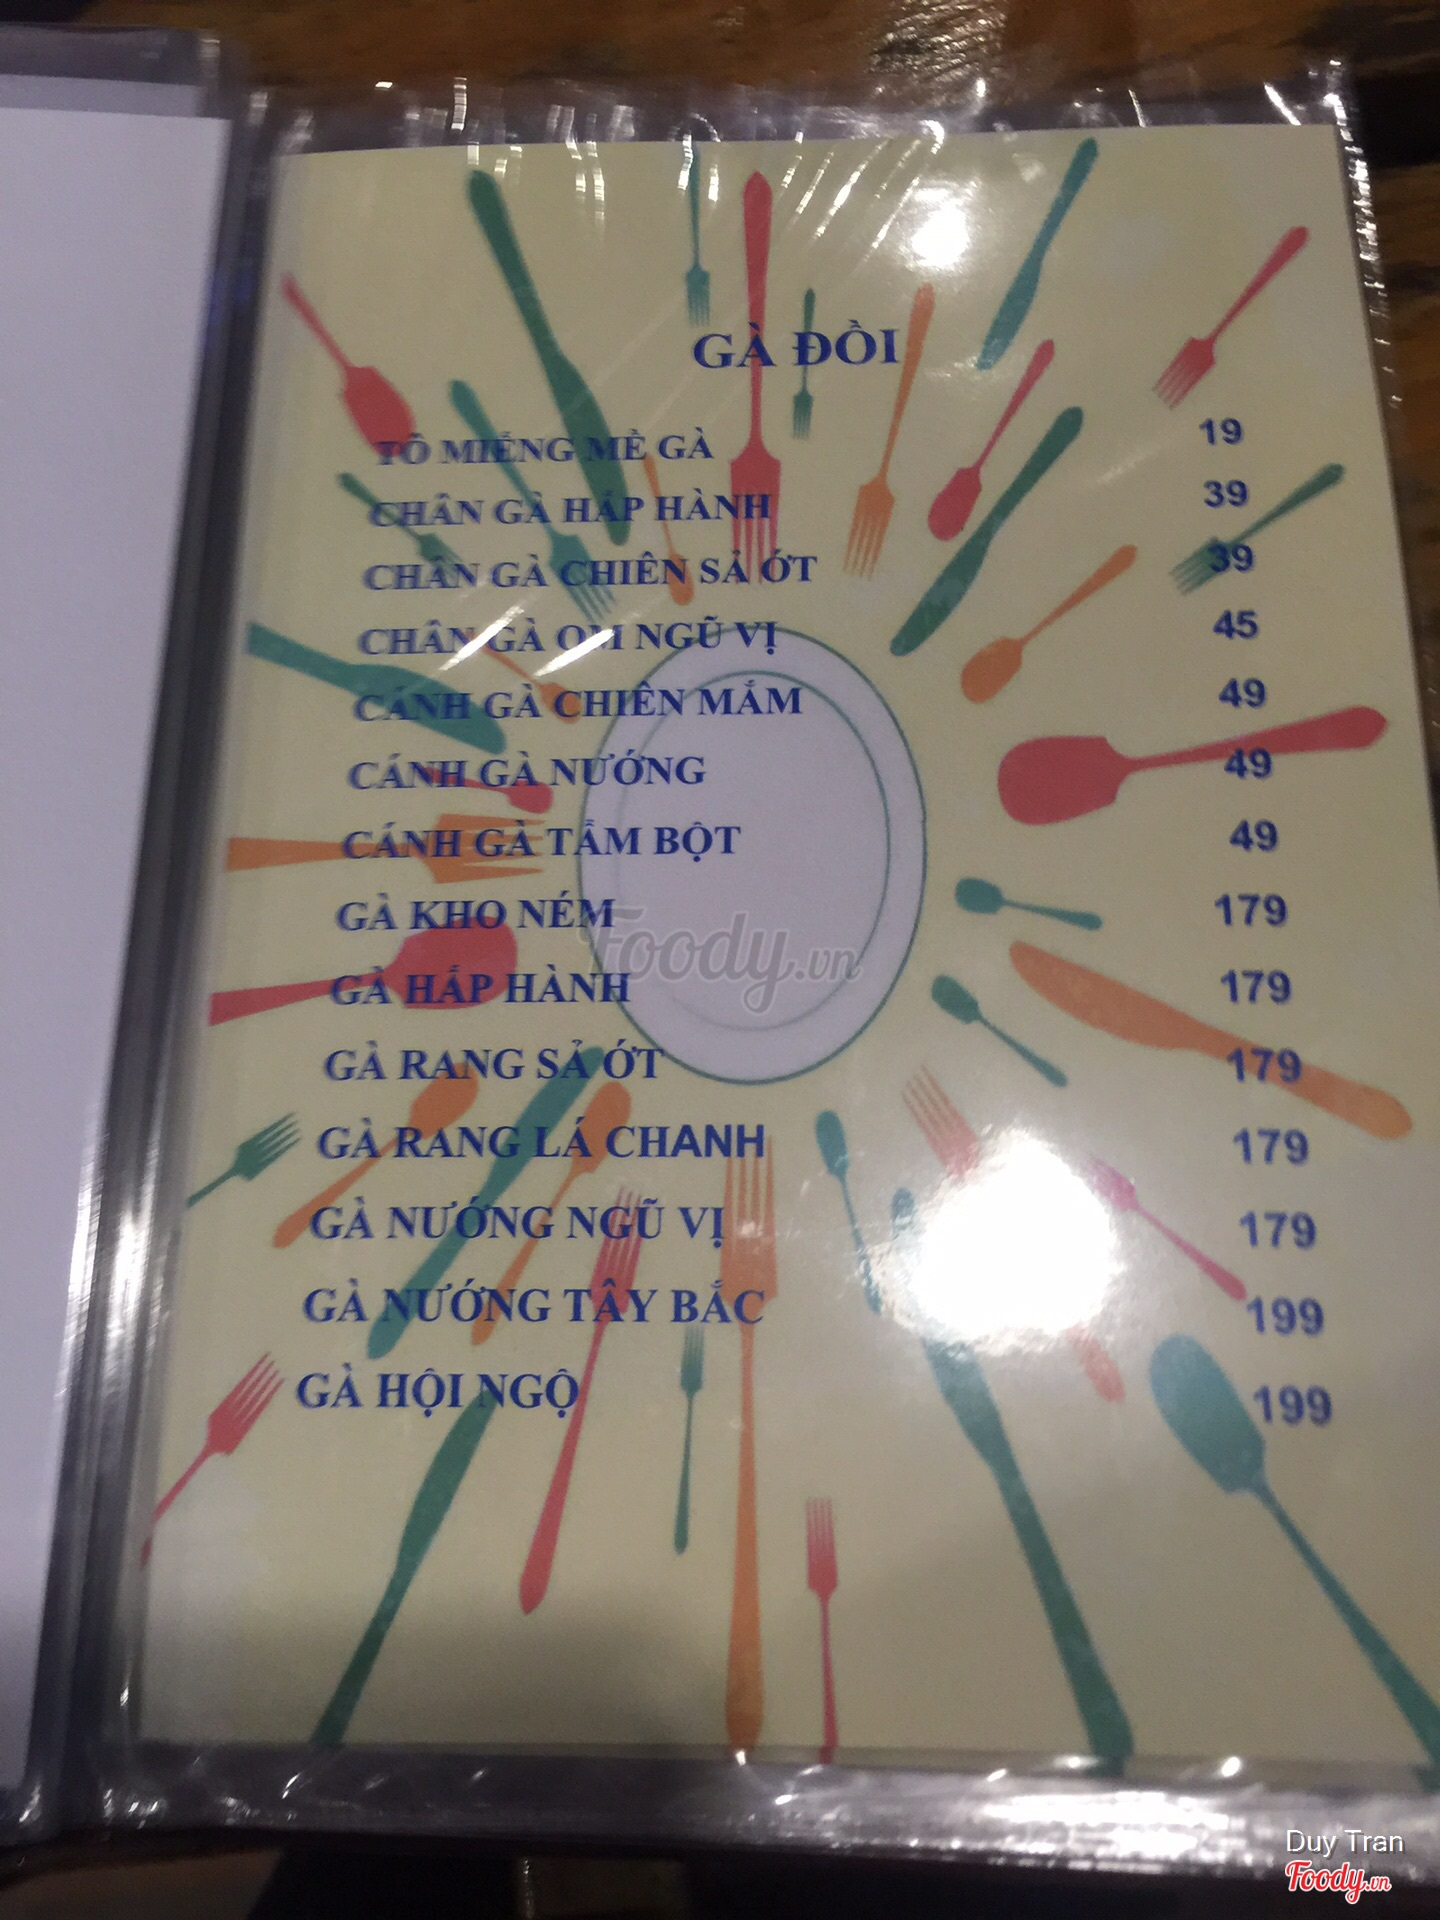 GÀ ĐỒI
TÔ MIẾNG MỀ GÀ 19
CHÂN GÀ HẤP HÀNH 39
CHÂN GÀ CHIÊN SẢ ỚT 39
CHÂN GÀ OM NGŨ VỊ 45
CÁNH GÀ CHIÊN MẮM 49
CÁNH GÀ NƯỚNG 49
CÁNH GÀ TẨM BỘT 49
GÀ KHO NÉM 179
GÀ HẤP HÀNH 179
GÀ RANG SẢ ỚT 179
GÀ RANG LÁ CHANH 179
GÀ NƯỚNG NGŨ VỊ 179
GÀ NƯỚNG TÂY BẮC 199
GÀ HỘI NGỘ 199
Foody.vn
Duy Tran
Foody.vn